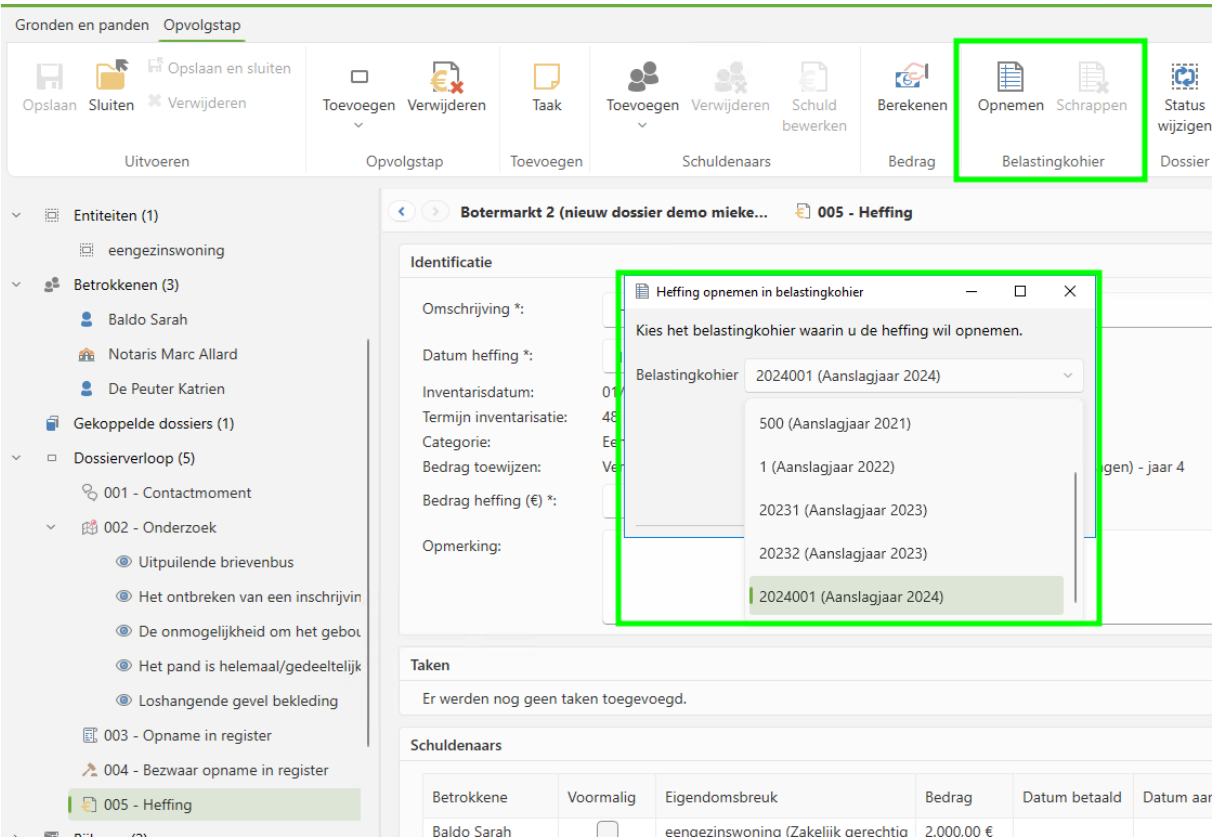 Gronden en panden Opvolgstap
Opslaan Sluiten Opslaan en sluiten Verwijderen
Toevoegen Verwijderen Taak Toevoegen Verwijderen Schuld bewerken Berekenen Opnemen Schrappen Status wijzigen
Uitvoeren Opvolgstap Toevoegen Schuldenaars Bedrag Belastingkohier Dossier
Entiteiten (1)
eengezinswoning
Betrokkenen (3)
Baldo Sarah
Notaris Marc Allard
De Peuter Katrien
Gekoppelde dossiers (1)
Dossierverloop (5)
001 - Contactmoment
002 - Onderzoek
Uitpuilende brievenbus
Het ontbreken van een inschrijvin
De onmogelijkheid om het gebou
Het pand is helemaal/gedeeltelijk
Loshangende gevel bekleding
003 - Opname in register
004 - Bezwaar opname in register
005 - Heffing
Botermarkt 2 (nieuw dossier demo mieke... 005 - Heffing
Identificatie
Omschrijving *:
Datum heffing *:
Inventarisdatum: 01/
Termijn inventarisatie: 48
Categorie: Een
Bedrag toewijzen: Ver gen) - jaar 4
Bedrag heffing (€) *:
Opmerking:
Heffing opnemen in belastingkohier
Kies het belastingkohier waarin u de heffing wil opnemen.
Belastingkohier 2024001 (Aanslagjaar 2024)
500 (Aanslagjaar 2021)
1 (Aanslagjaar 2022)
20231 (Aanslagjaar 2023)
20232 (Aanslagjaar 2023)
2024001 (Aanslagjaar 2024)
Taken
Er werden nog geen taken toegevoegd.
Schuldenaars
Betrokkene Voormalig Eigendomsbreuk Bedrag Datum betaald Datum aan
Baldo Sarah eengezinswoning (Zakelijk gerechtig 2.000,00 €